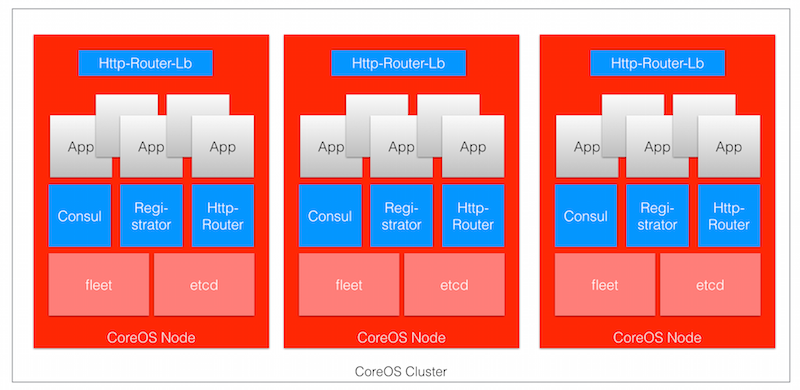 Http-Router-Lb
App
App
App
Consul
Regi-
strator
Http-
Router
fleet
etcd
CoreOS Node
Http-Router-Lb
App
App
App
Consul
Regi-
strator
Http-
Router
fleet
etcd
CoreOS Node
Http-Router-Lb
App
App
App
Consul
Regi-
strator
Http-
Router
fleet
etcd
CoreOS Node
CoreOS Cluster